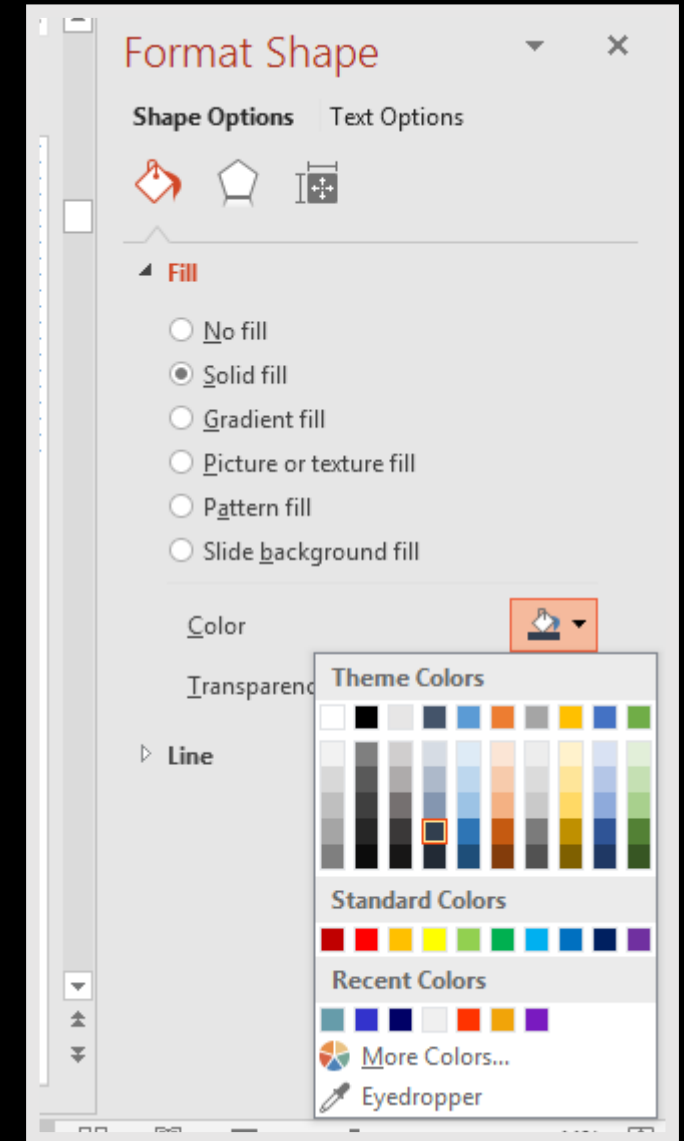 Format Shape
Shape Options Text Options
Fill
No fill
Solid fill
Gradient fill
Picture or texture fill
Pattern fill
Slide background fill
Color
Theme Colors
Line
Standard Colors
Recent Colors
More Colors...
Eyedropper